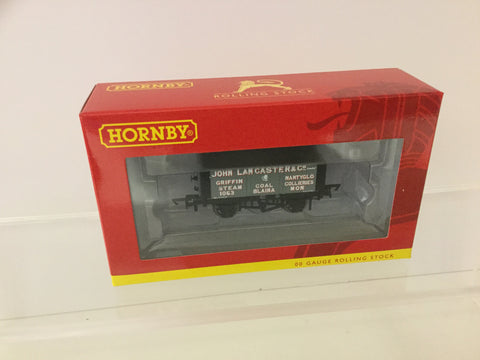 HORNBY
ROLLING STOCK
HORNBY®
JOHN LANCASTER & Co
GRIFFIN NANTYGLO
STEAM & COLLIERIES
1063 COAL MON
BLAINA
00 GAUGE ROLLING STOCK